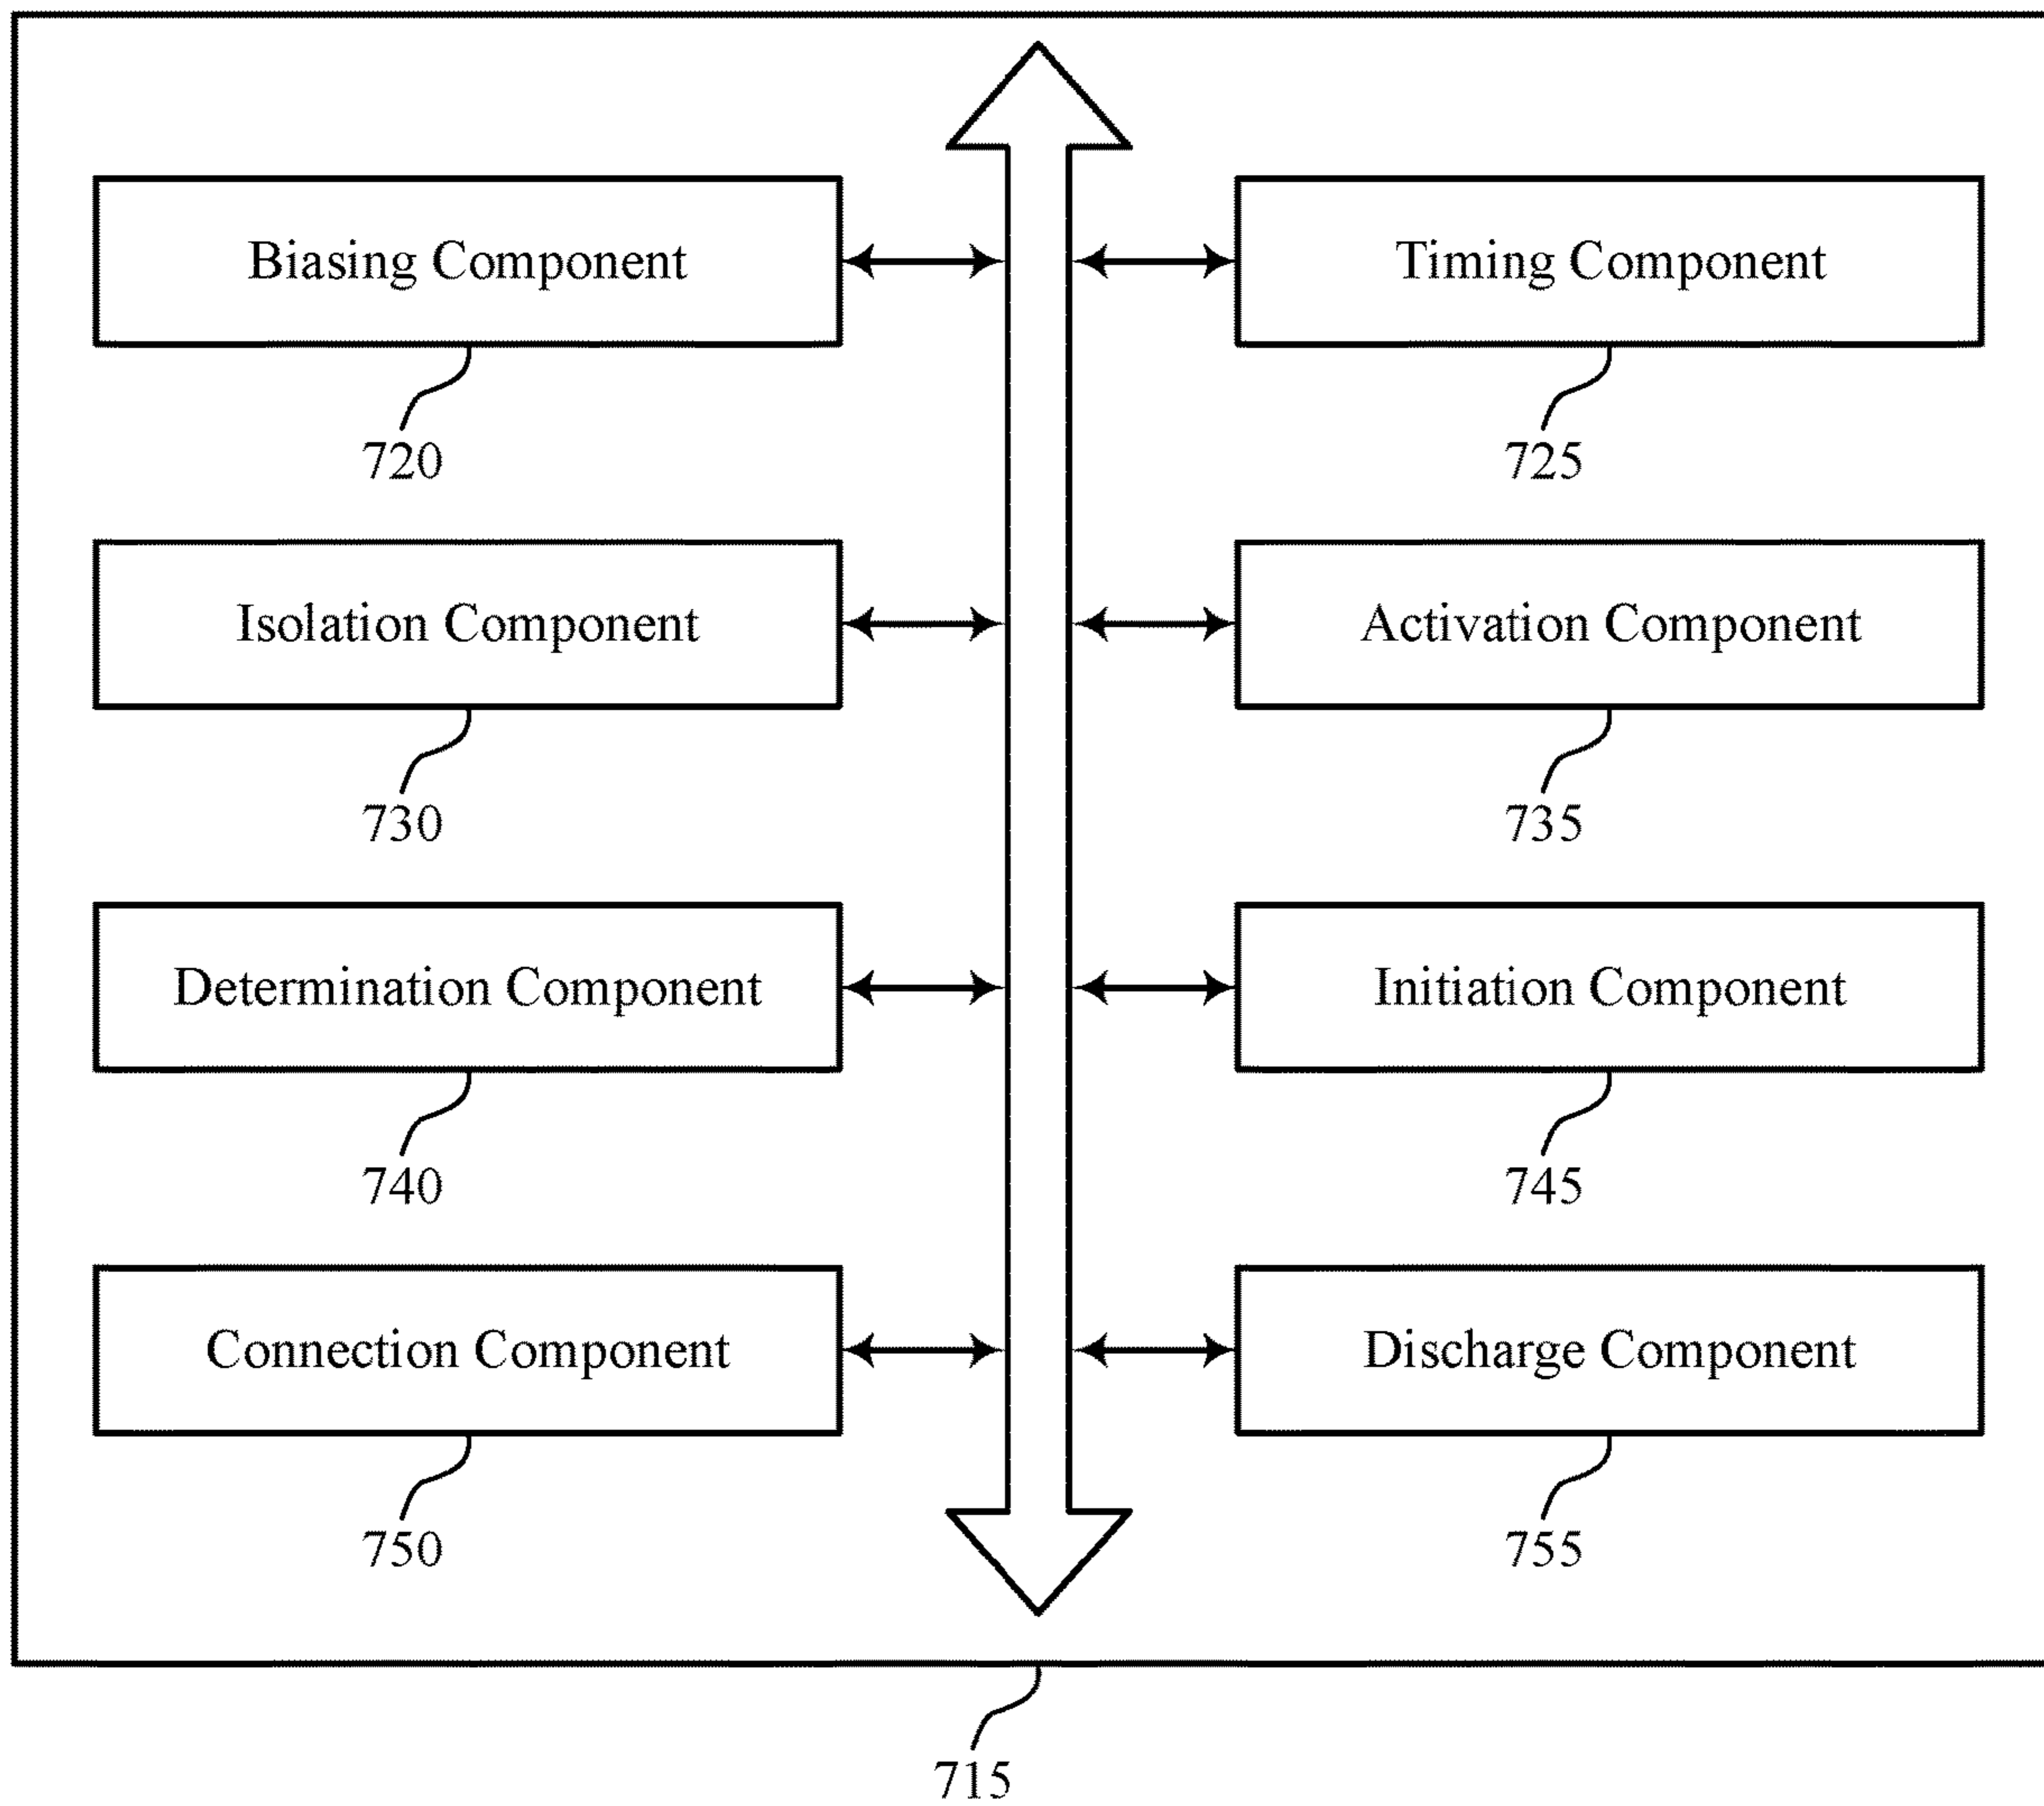 Biasing Component
Timing Component
720
725
Isolation Component
Activation Component
730
735
Determination Component
Initiation Component
740
745
Connection Component
Discharge Component
750
755
715